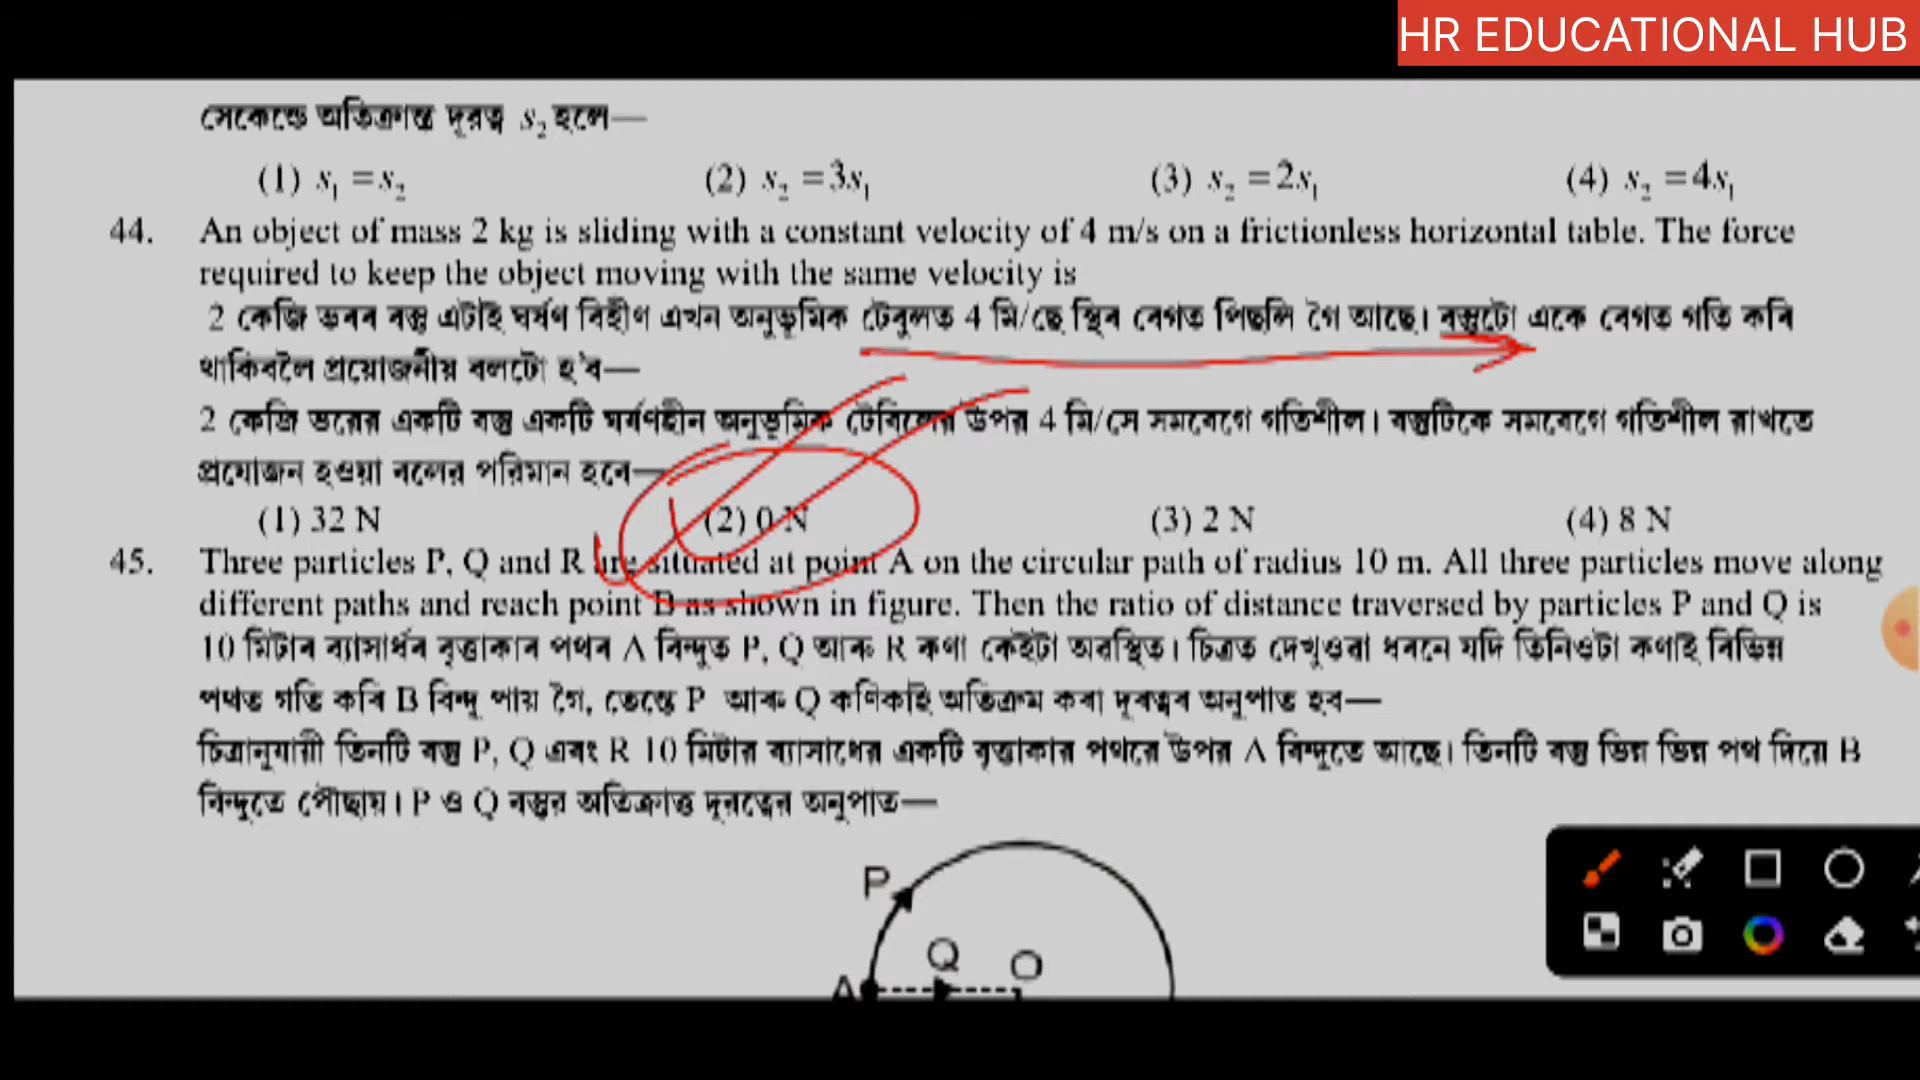 HR EDUCATIONAL HUB
সেকেণ্ডে অতিক্রান্ত দূরত্ব s₂ হলে—
(1) s₁ = s₂ (2) s₂ = 3s₁ (3) s₂ = 2s₁ (4) s₂ = 4s₁
44. An object of mass 2 kg is sliding with a constant velocity of 4 m/s on a frictionless horizontal table. The force
required to keep the object moving with the same velocity is
2 কেজি ভৰৰ বস্তু এটাই ঘৰ্ষণ বিহীণ এখন অনুভূমিক টেবুলত 4 মি/ছে স্থিৰ বেগত পিছলি গৈ আছে। বস্তুটো একে বেগত গতি কৰি
থাকিবলৈ প্ৰয়োজনীয় বলটো হ'ব—
2 কেজি ভরের একটি বস্তু একটি ঘর্ষণহীন অনুভূমিক টেবিলের উপর 4 মি/সে সমবেগে গতিশীল। বস্তুটিকে সমবেগে গতিশীল রাখতে
প্রযোজন হওয়া বলের পরিমান হবে—
(1) 32 N (2) 0 N (3) 2 N (4) 8 N
45. Three particles P, Q and R are situated at point A on the circular path of radius 10 m. All three particles move along
different paths and reach point B as shown in figure. Then the ratio of distance traversed by particles P and Q is
10 মিটাৰ ব্যাসাৰ্ধৰ বৃত্তাকাৰ পথৰ A বিন্দুত P, Q আৰু R কণা কেইটা অৱস্থিত। চিত্ৰত দেখুওৱা ধৰনে যদি তিনিওটা কণাই বিভিন্ন
পথত গতি কৰি B বিন্দু পায় গৈ, তেন্তে P আৰু Q কণিকাই অতিক্ৰম কৰা দূৰত্বৰ অনুপাত হব—
চিত্রানুযায়ী তিনটি বস্তু P, Q এবং R 10 মিটার ব্যাসাধের একটি বৃত্তাকার পথরে উপর A বিন্দুতে আছে। তিনটি বস্তু ভিন্ন ভিন্ন পথ দিয়ে B
বিন্দুতে পৌছায়। P ও Q বস্তুর অতিক্রান্ত দূরত্বের অনুপাত—
P
Q O
A